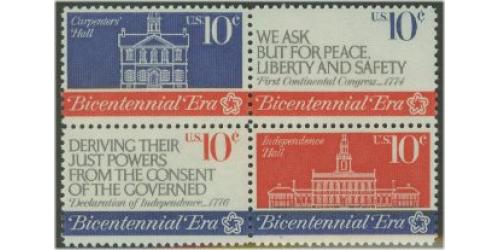 Carpenters'
Hall
U.S. 10c
Bicentennial Era
U.S. 10c
WE ASK
BUT FOR PEACE,
LIBERTY AND SAFETY
First Continental Congress...1774
Bicentennial Era
U.S. 10c
DERIVING THEIR
JUST POWERS
FROM THE CONSENT
OF THE GOVERNED
Declaration of Independence...1776
Bicentennial Era
Independence
Hall
U.S. 10c
Bicentennial Era